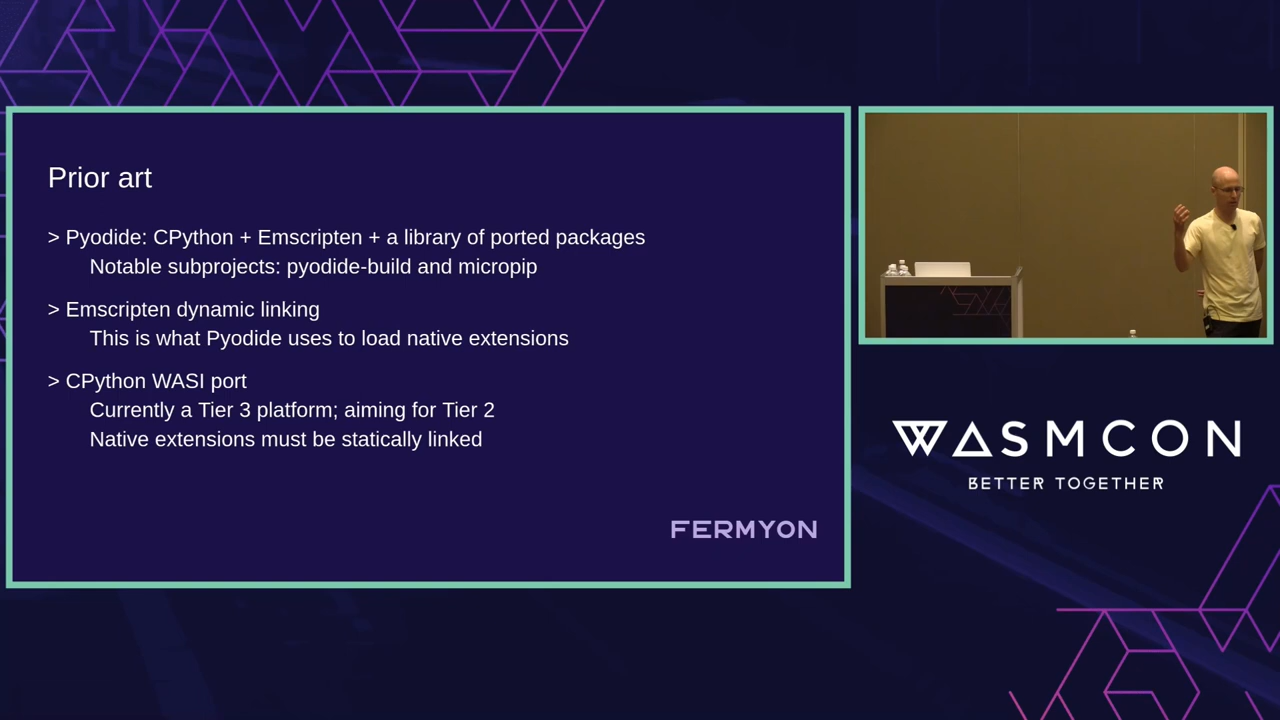 Prior art
> Pyodide: CPython + Emscripten + a library of ported packages
Notable subprojects: pyodide-build and micropip
> Emscripten dynamic linking
This is what Pyodide uses to load native extensions
> CPython WASI port
Currently a Tier 3 platform; aiming for Tier 2
Native extensions must be statically linked
FERMYON
WASMCON
BETTER TOGETHER